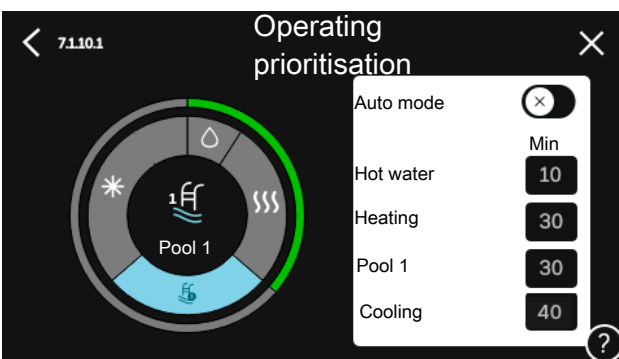 7.1.10.1
Operating
prioritisation
Auto mode
Min
Hot water 10
Heating 30
Pool 1 30
Cooling 40
1
Pool 1
1
?